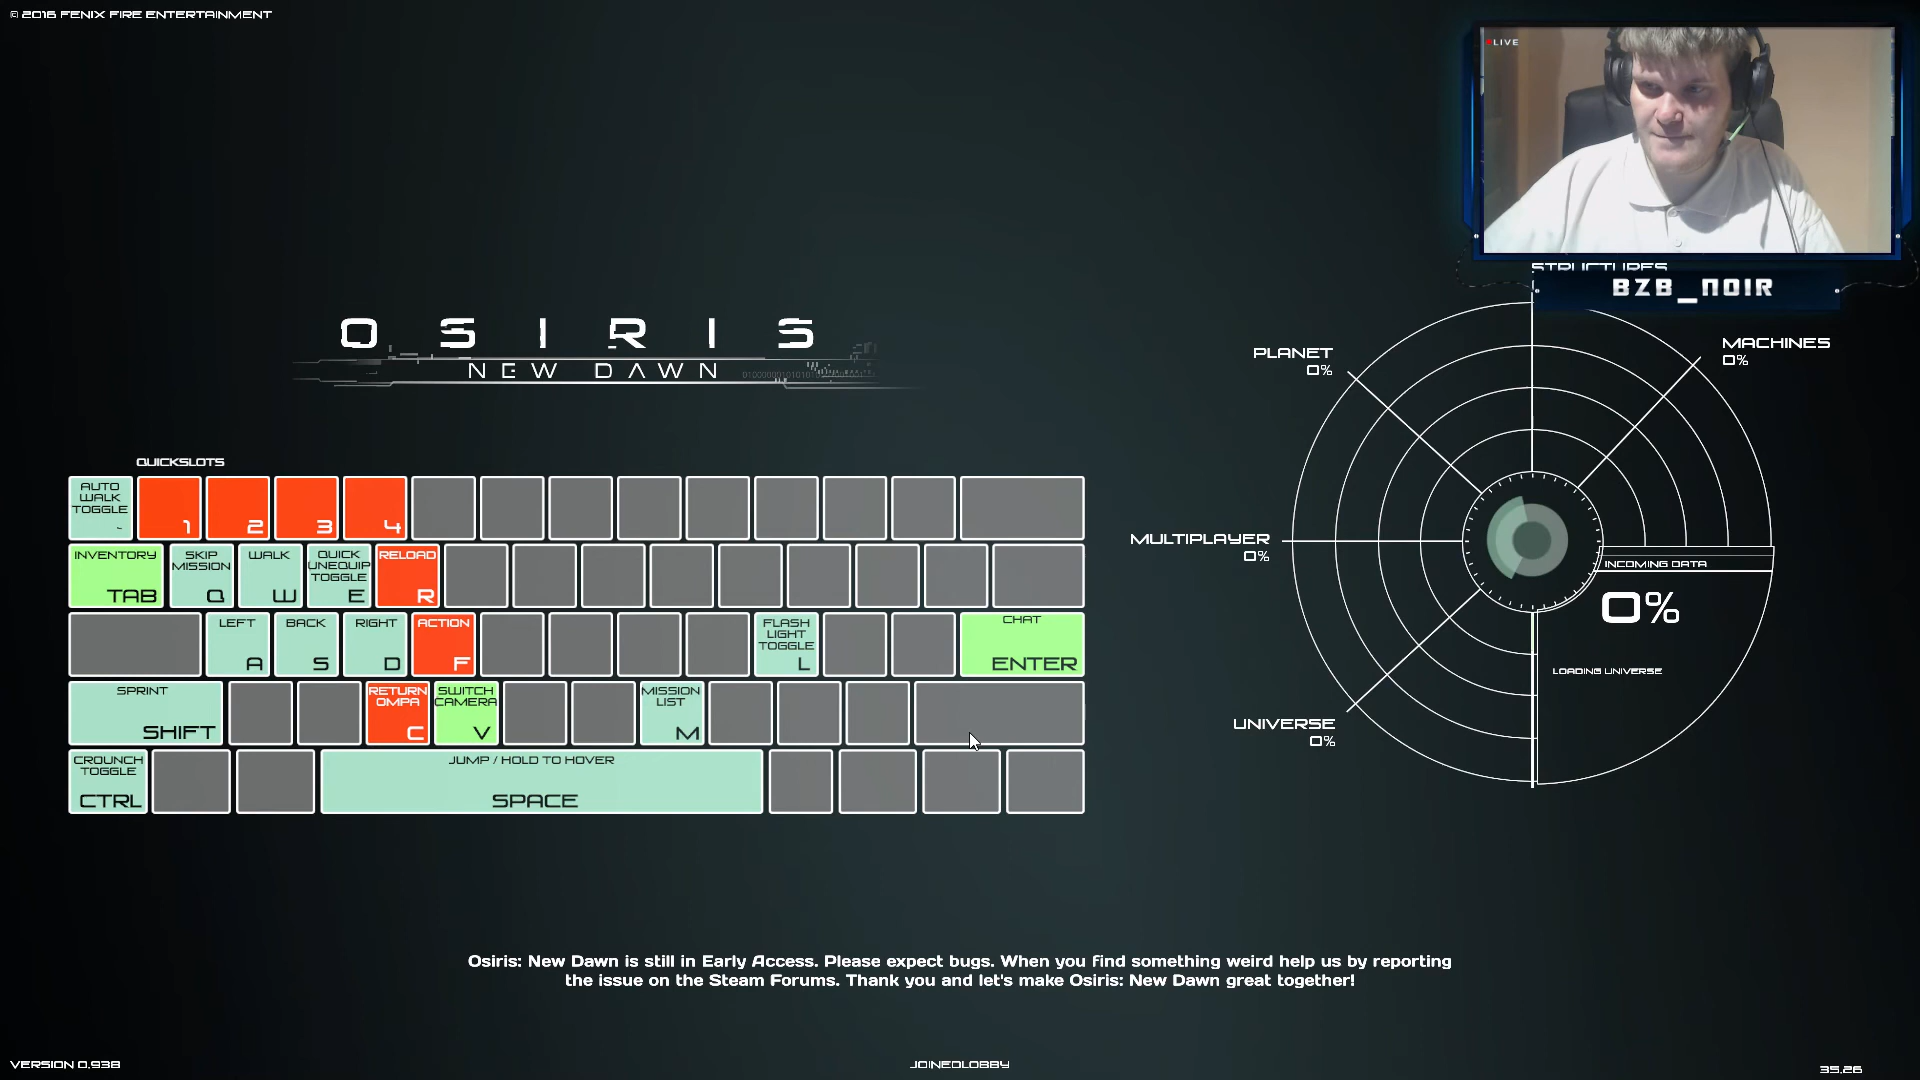 © 2016 FENIX FIRE ENTERTAINMENT
LIVE
STRUCTURES
BZB_NOIR
OSIRIS
NEW DAWN
PLANET
0%
MACHINES
0%
MULTIPLAYER
0%
INCOMING DATA
0%
LOADING UNIVERSE
UNIVERSE
0%
QUICKSLOTS
AUTO
WALK
TOGGLE
~
1
2
3
4
INVENTORY
TAB
SKIP
MISSION
Q
WALK
W
QUICK
UNEQUIP
TOGGLE
E
RELOAD
R
LEFT
A
BACK
S
RIGHT
D
ACTION
F
FLASH
LIGHT
TOGGLE
L
CHAT
ENTER
SPRINT
SHIFT
RETURN
OMPA
C
SWITCH
CAMERA
V
MISSION
LIST
M
CROUNCH
TOGGLE
CTRL
JUMP / HOLD TO HOVER
SPACE
Osiris: New Dawn is still in Early Access. Please expect bugs. When you find something weird help us by reporting
the issue on the Steam Forums. Thank you and let's make Osiris: New Dawn great together!
VERSION 0.938
JOINEDLOBBY
35.26